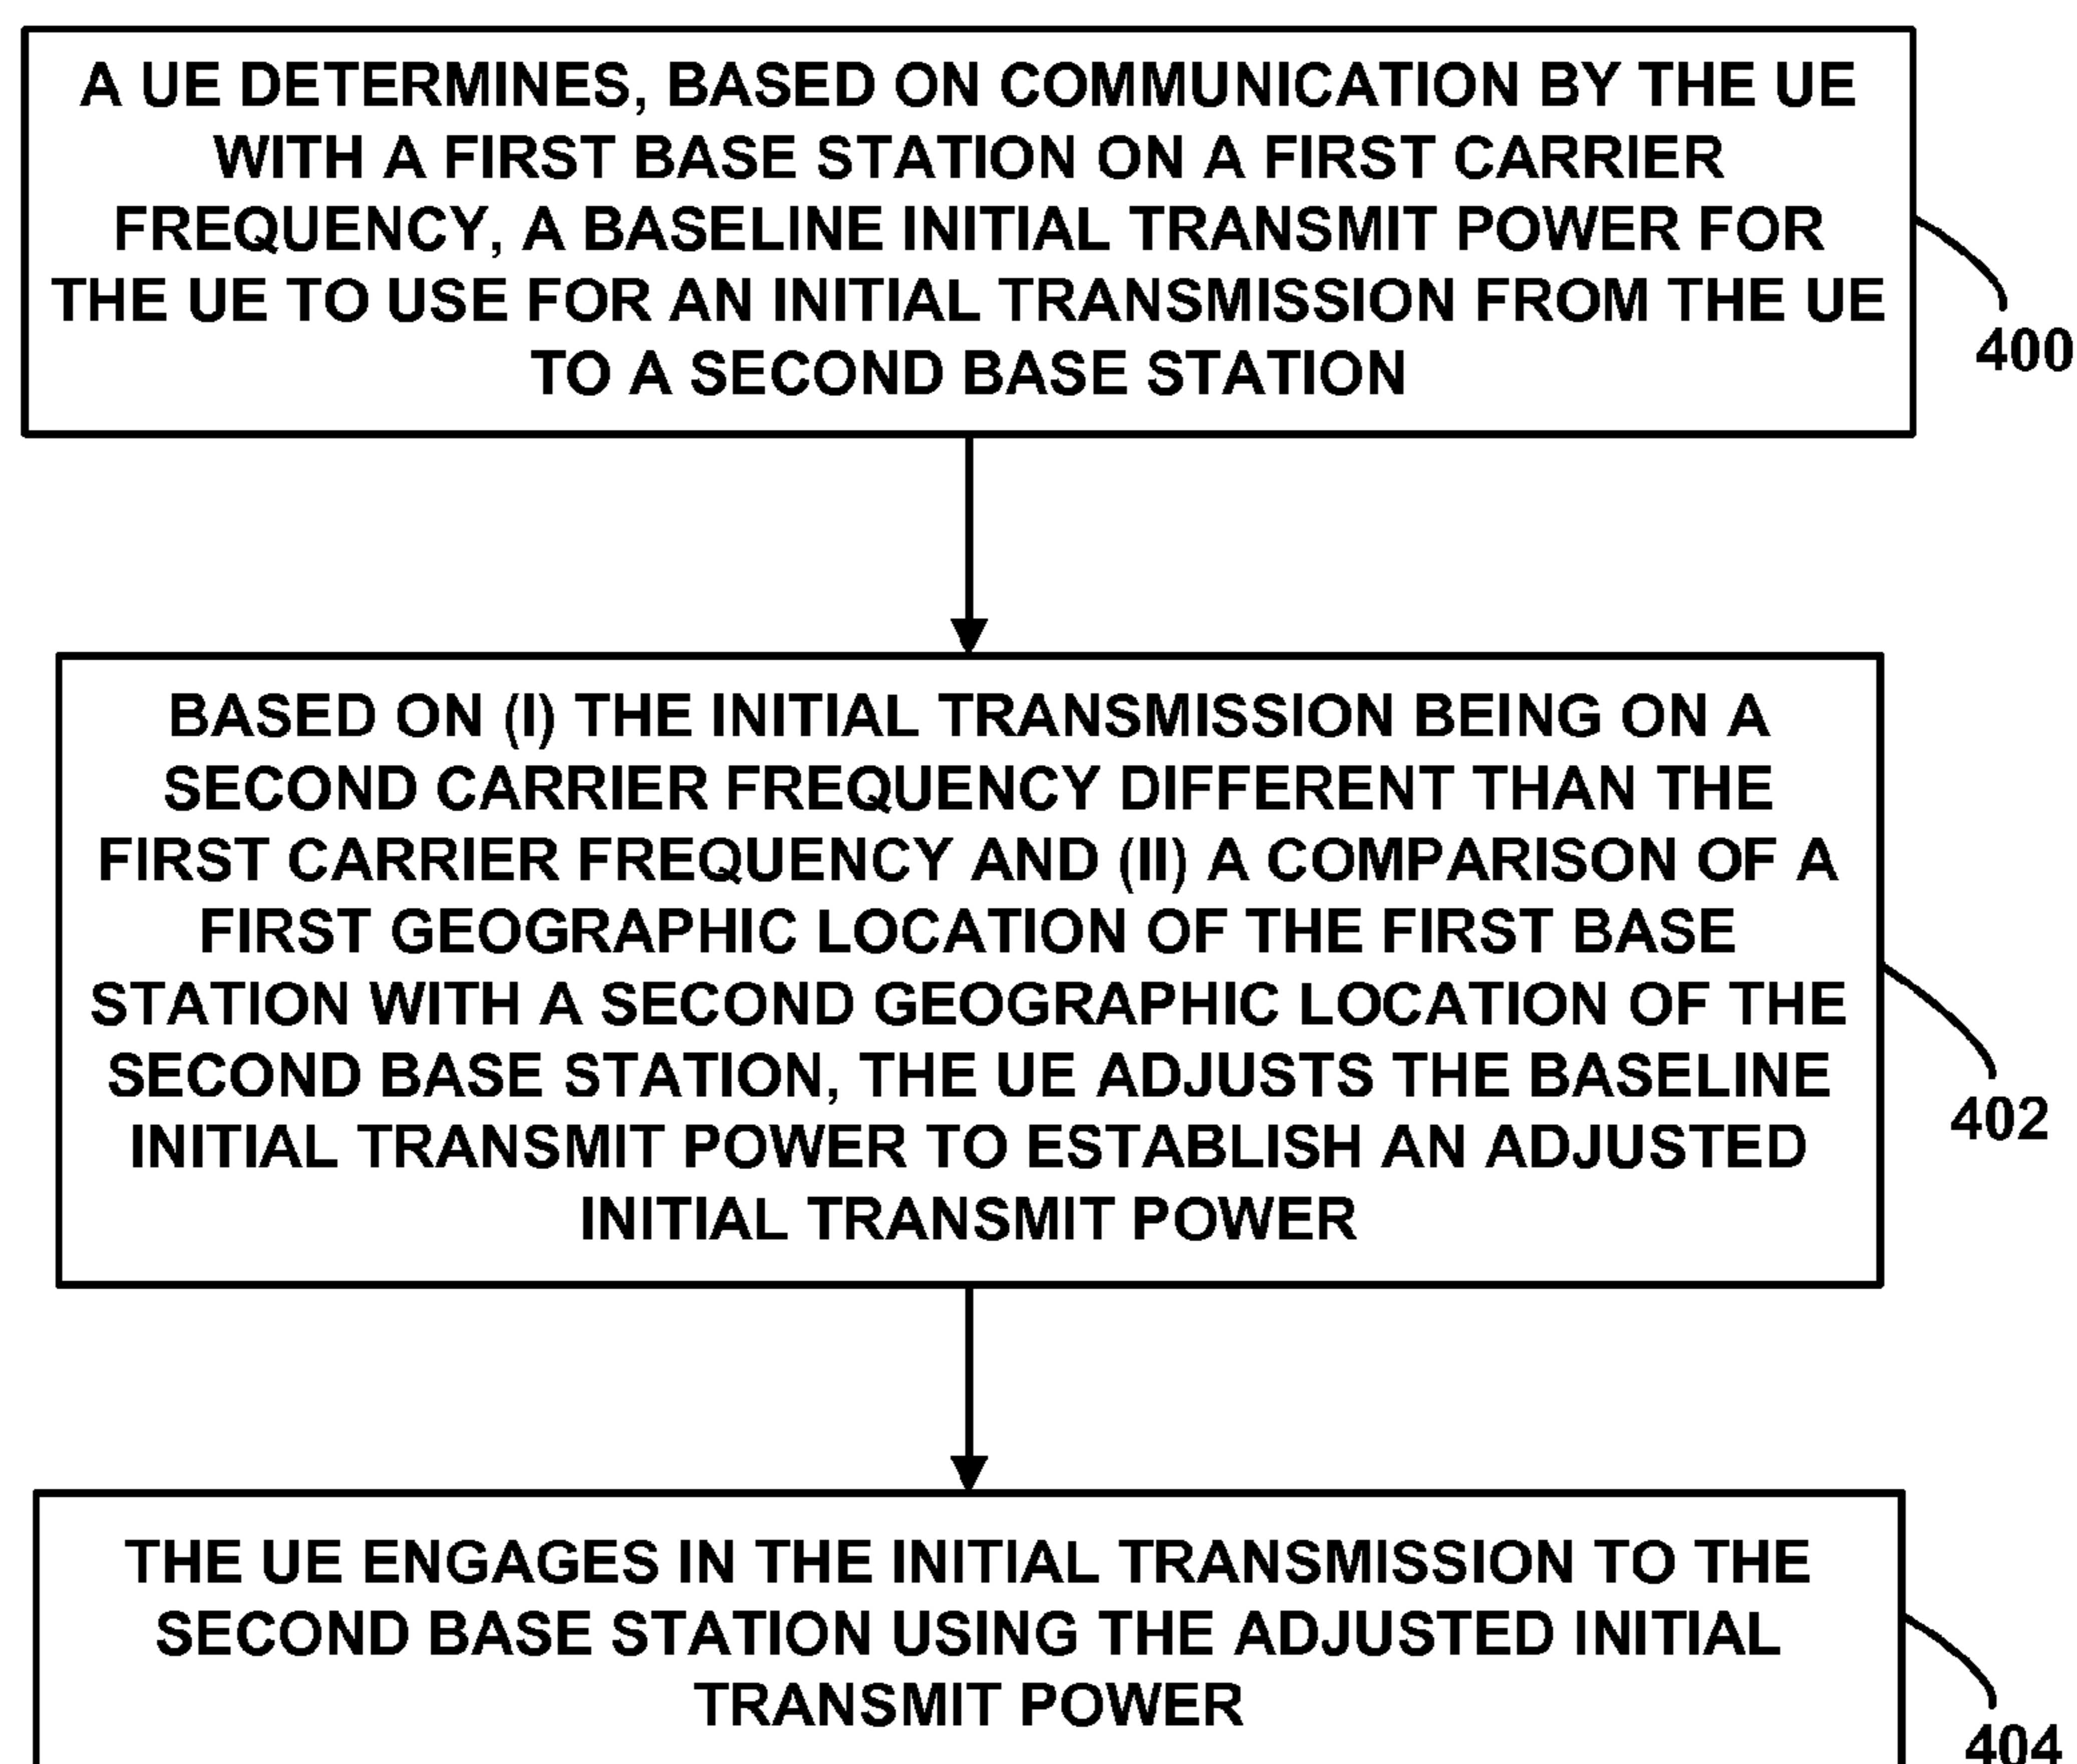 A UE DETERMINES, BASED ON COMMUNICATION BY THE UE
WITH A FIRST BASE STATION ON A FIRST CARRIER
FREQUENCY, A BASELINE INITIAL TRANSMIT POWER FOR
THE UE TO USE FOR AN INITIAL TRANSMISSION FROM THE UE
TO A SECOND BASE STATION
400
BASED ON (I) THE INITIAL TRANSMISSION BEING ON A
SECOND CARRIER FREQUENCY DIFFERENT THAN THE
FIRST CARRIER FREQUENCY AND (II) A COMPARISON OF A
FIRST GEOGRAPHIC LOCATION OF THE FIRST BASE
STATION WITH A SECOND GEOGRAPHIC LOCATION OF THE
SECOND BASE STATION, THE UE ADJUSTS THE BASELINE
INITIAL TRANSMIT POWER TO ESTABLISH AN ADJUSTED
INITIAL TRANSMIT POWER
402
THE UE ENGAGES IN THE INITIAL TRANSMISSION TO THE
SECOND BASE STATION USING THE ADJUSTED INITIAL
TRANSMIT POWER
404